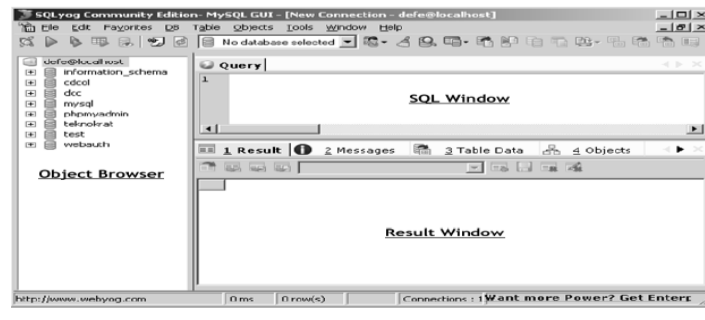 SQLyog Community Edition- MySQL GUI - [New Connection - defe@localhost]
File Edit Favorites DB Table Objects Tools Window Help
No database selected
defe@localhost
information_schema
cdcol
dcc
mysql
phpmyadmin
teknokrat
test
webauth
Object Browser
Query
1
SQL Window
1 Result 2 Messages 3 Table Data 4 Objects
Result Window
http://www.webyog.com 0 ms 0 row(s) Connections : 1 Want more Power? Get Enterp